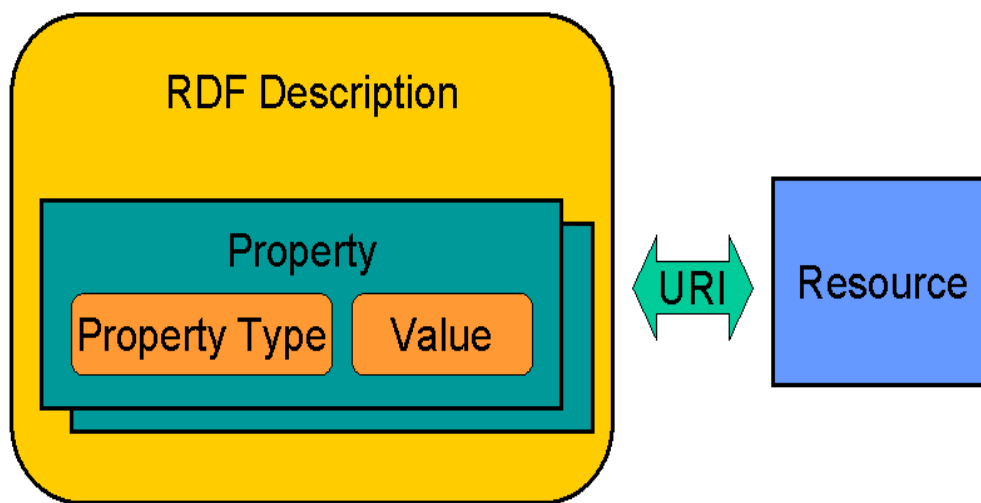 RDF Description
Property
Property Type
Value
URI
Resource